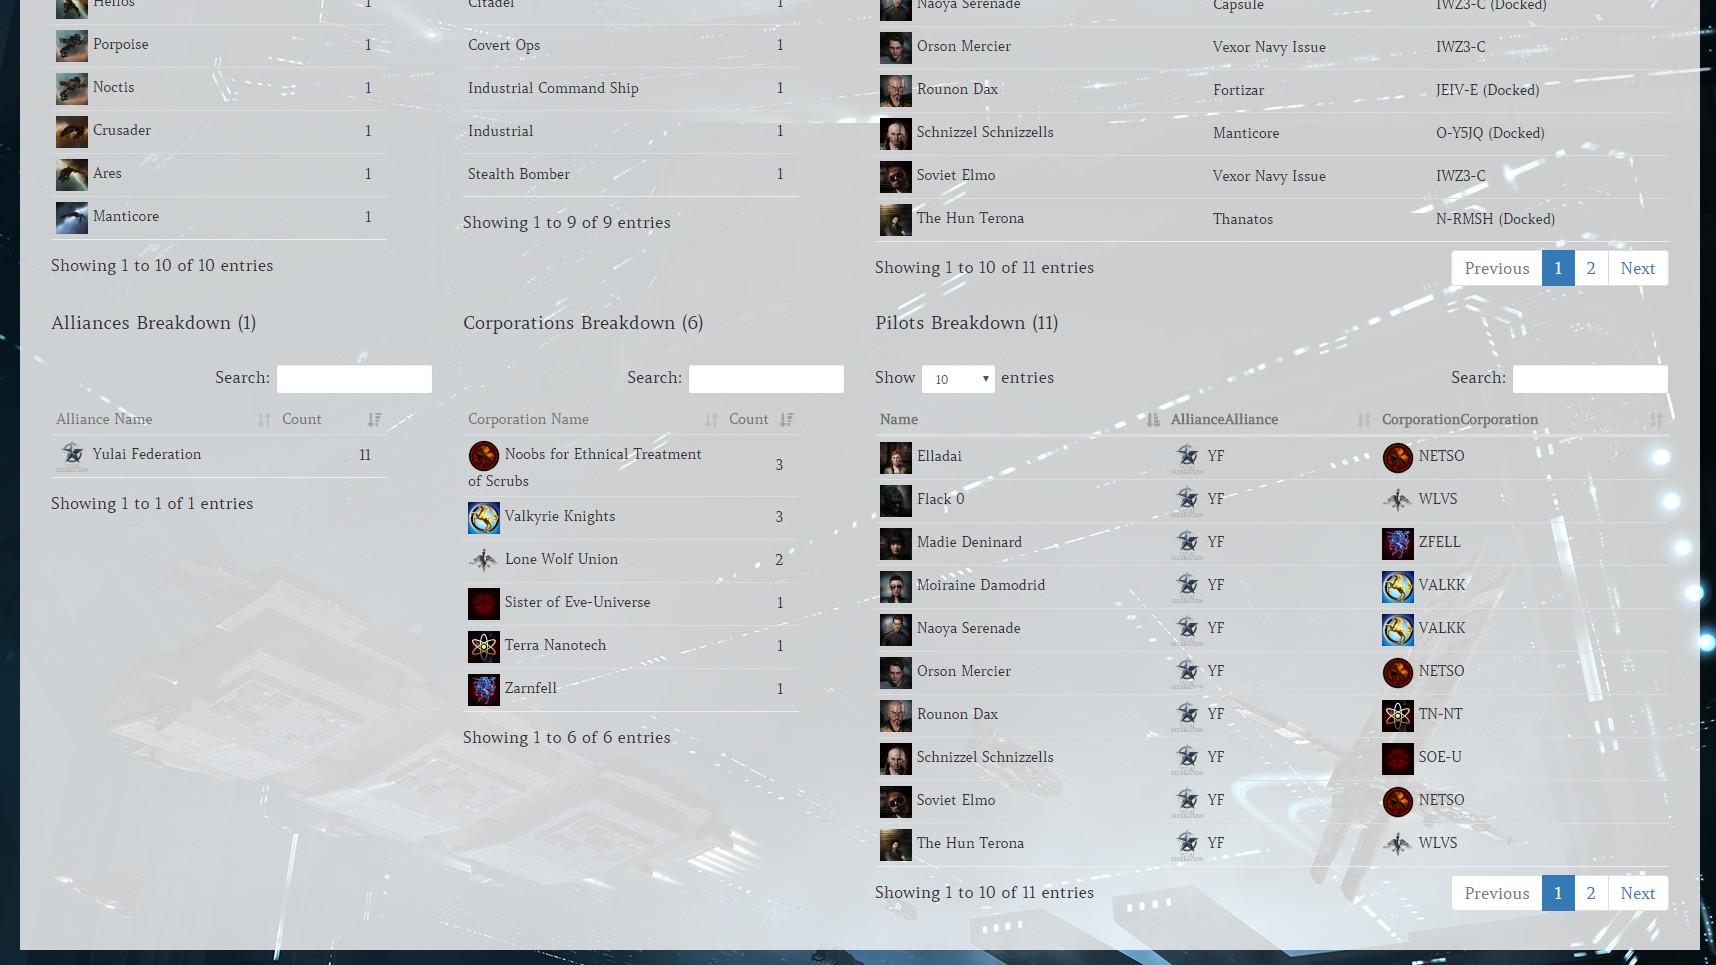 Helios 1
Porpoise 1
Noctis 1
Crusader 1
Ares 1
Manticore 1
Showing 1 to 10 of 10 entries
Citadel 1
Covert Ops 1
Industrial Command Ship 1
Industrial 1
Stealth Bomber 1
Showing 1 to 9 of 9 entries
Naoya Serenade Capsule IWZ3-C (Docked)
Orson Mercier Vexor Navy Issue IWZ3-C
Rounon Dax Fortizar JEIV-E (Docked)
Schnizzel Schnizzells Manticore O-Y5JQ (Docked)
Soviet Elmo Vexor Navy Issue IWZ3-C
The Hun Terona Thanatos N-RMSH (Docked)
Showing 1 to 10 of 11 entries Previous 1 2 Next
Alliances Breakdown (1)
Search:
Alliance Name Count
Yulai Federation 11
Showing 1 to 1 of 1 entries
Corporations Breakdown (6)
Search:
Corporation Name Count
Noobs for Ethnical Treatment
of Scrubs 3
Valkyrie Knights 3
Lone Wolf Union 2
Sister of Eve-Universe 1
Terra Nanotech 1
Zarnfell 1
Showing 1 to 6 of 6 entries
Pilots Breakdown (11)
Show 10 entries Search:
Name AllianceAlliance CorporationCorporation
Elladai YF NETSO
Flack 0 YF WLVS
Madie Deninard YF ZFELL
Moiraine Damodrid YF VALKK
Naoya Serenade YF VALKK
Orson Mercier YF NETSO
Rounon Dax YF TN-NT
Schnizzel Schnizzells YF SOE-U
Soviet Elmo YF NETSO
The Hun Terona YF WLVS
Showing 1 to 10 of 11 entries Previous 1 2 Next